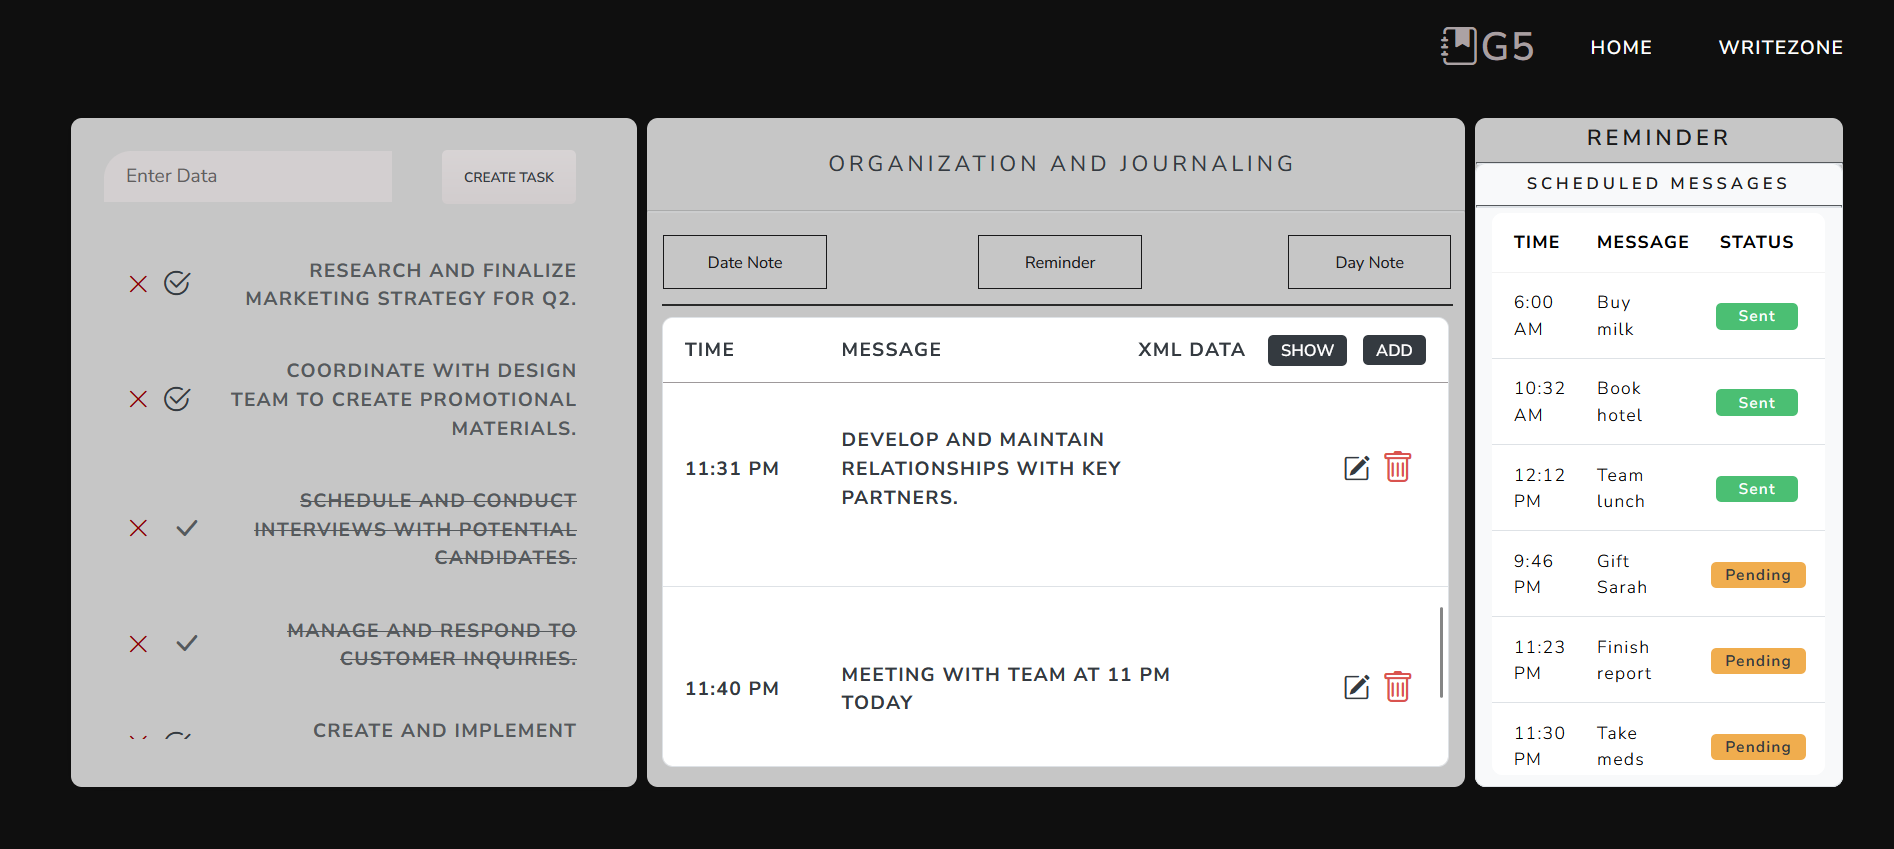 G5
HOME
WRITEZONE
Enter Data
CREATE TASK
RESEARCH AND FINALIZE
MARKETING STRATEGY FOR Q2.
COORDINATE WITH DESIGN
TEAM TO CREATE PROMOTIONAL
MATERIALS.
SCHEDULE AND CONDUCT
INTERVIEWS WITH POTENTIAL
CANDIDATES.
MANAGE AND RESPOND TO
CUSTOMER INQUIRIES.
CREATE AND IMPLEMENT
ORGANIZATION AND JOURNALING
Date Note
Reminder
Day Note
TIME MESSAGE XML DATA SHOW ADD
DEVELOP AND MAINTAIN
11:31 PM RELATIONSHIPS WITH KEY
PARTNERS.
MEETING WITH TEAM AT 11 PM
11:40 PM
TODAY
REMINDER
SCHEDULED MESSAGES
TIME MESSAGE STATUS
6:00 Buy
AM milk
Sent
10:32 Book
AM hotel
Sent
12:12 Team
PM lunch
Sent
9:46 Gift
PM Sarah
Pending
11:23 Finish
PM report
Pending
11:30 Take
PM meds
Pending